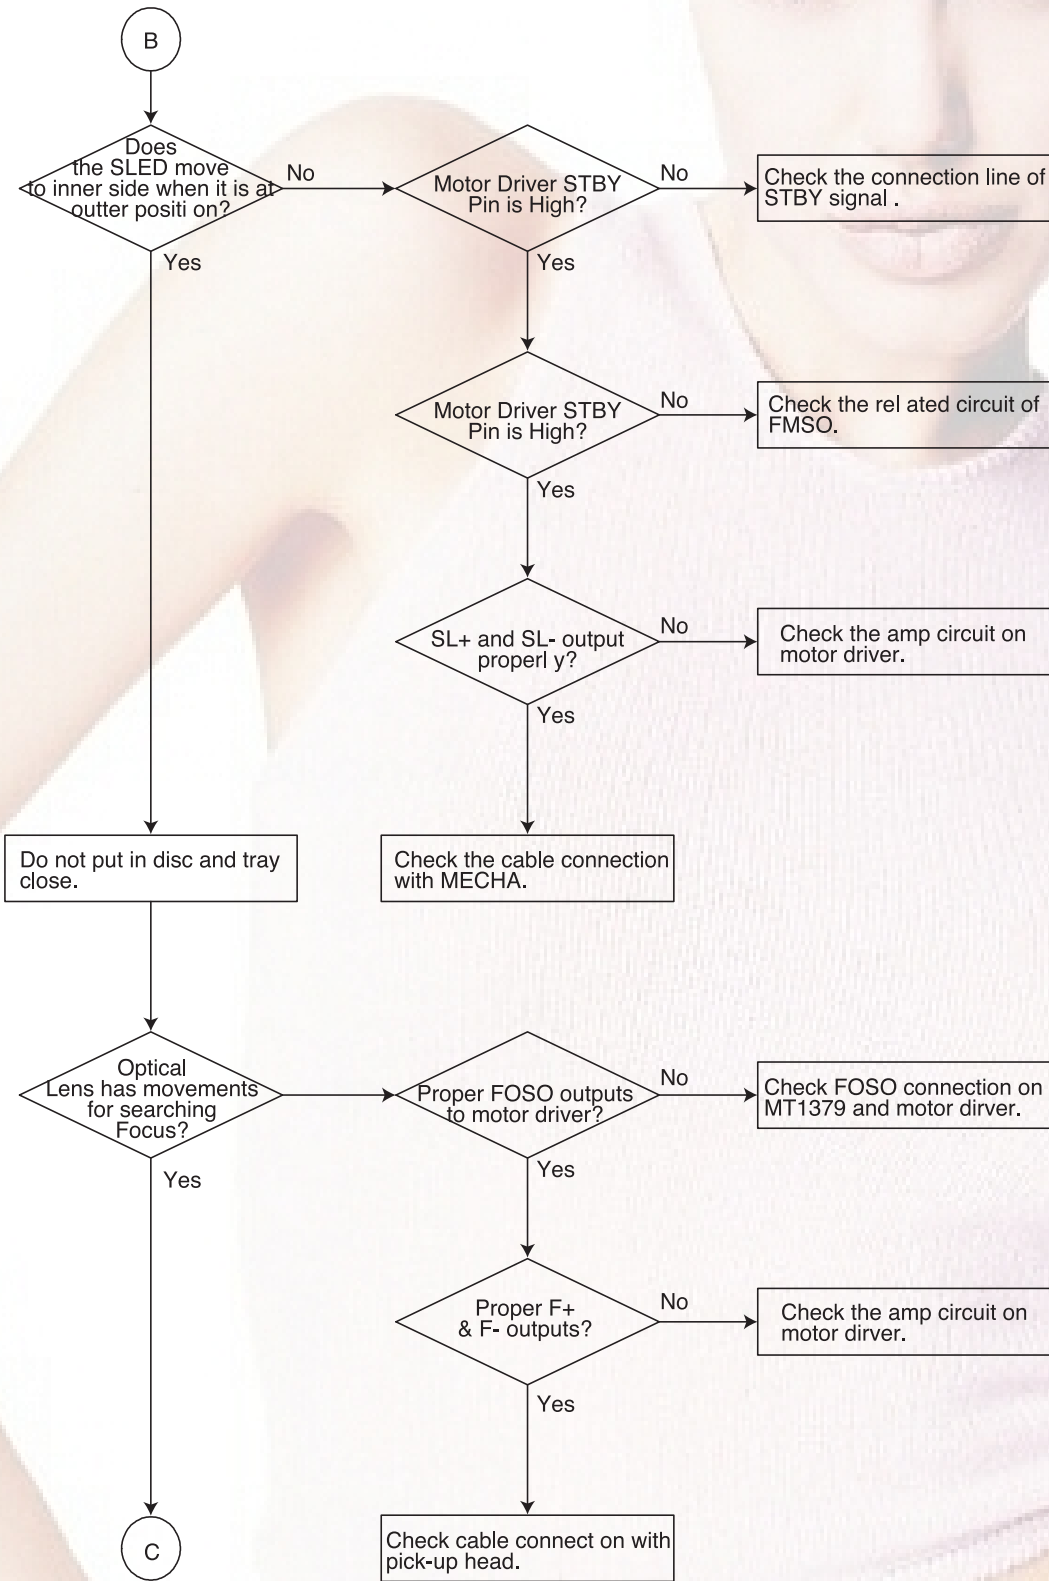 B
Does
the SLED move
to inner side when it is at
outter positi on?
No
Motor Driver STBY
Pin is High?
No
Check the connection line of
STBY signal .
Yes
Yes
Motor Driver STBY
Pin is High?
No
Check the rel ated circuit of
FMSO.
Yes
SL+ and SL- output
properl y?
No
Check the amp circuit on
motor driver.
Yes
Do not put in disc and tray
close.
Check the cable connection
with MECHA.
Optical
Lens has movements
for searching
Focus?
Proper FOSO outputs
to motor driver?
No
Check FOSO connection on
MT1379 and motor dirver.
Yes
Yes
Proper F+
& F- outputs?
No
Check the amp circuit on
motor dirver.
Yes
C
Check cable connect on with
pick-up head.